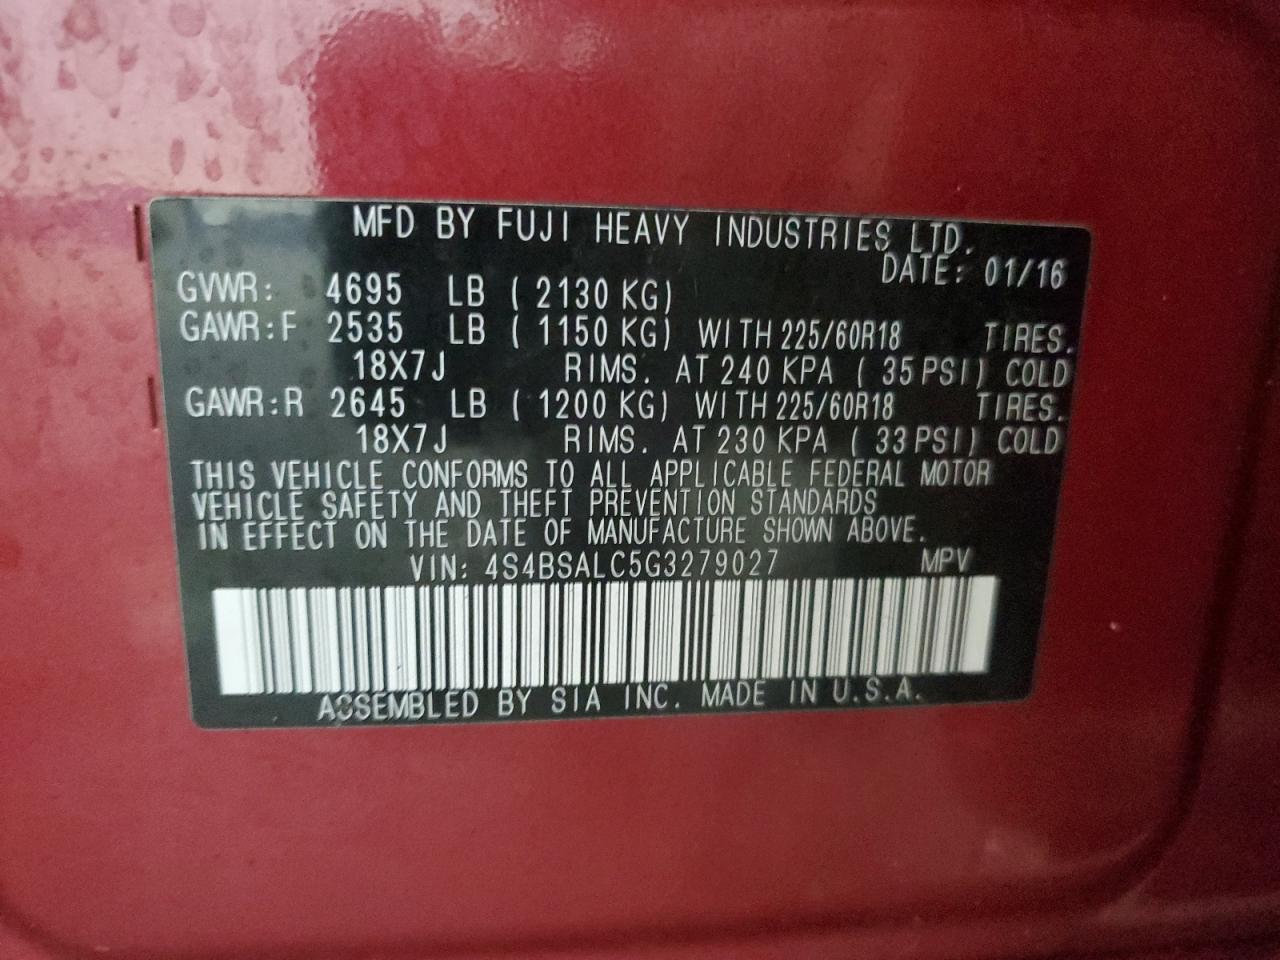 MFD BY FUJI HEAVY INDUSTRIES LTD.
DATE: 01/16
GVWR: 4695 LB ( 2130 KG)
GAWR:F 2535 LB ( 1150 KG) WITH 225/60R18 TIRES.
18X7J RIMS. AT 240 KPA ( 35 PSI) COLD
GAWR:R 2645 LB ( 1200 KG) WITH 225/60R18 TIRES.
18X7J RIMS. AT 230 KPA ( 33 PSI) COLD
THIS VEHICLE CONFORMS TO ALL APPLICABLE FEDERAL MOTOR
VEHICLE SAFETY AND THEFT PREVENTION STANDARDS
IN EFFECT ON THE DATE OF MANUFACTURE SHOWN ABOVE.
VIN: 4S4BSALC5G3279027 MPV
ASSEMBLED BY SIA INC. MADE IN U.S.A.